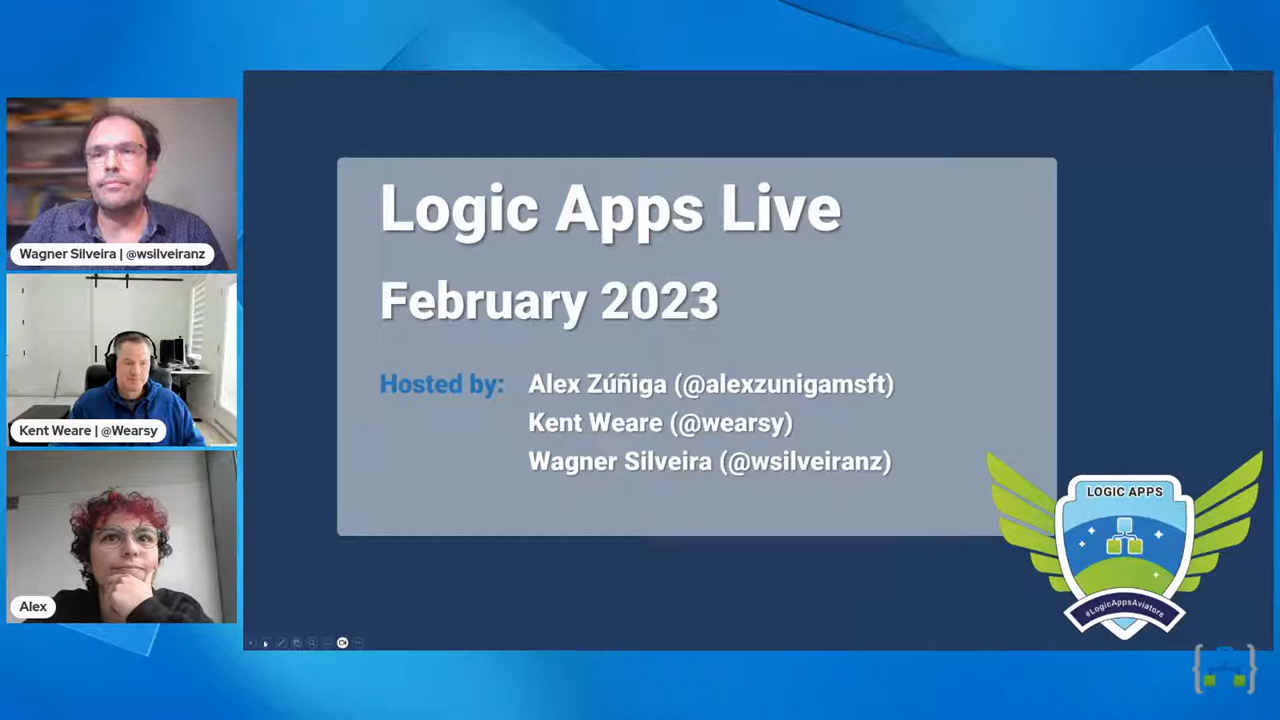 Wagner Silveira | @wsilveiranz
Kent Weare | @Wearsy
Alex
Logic Apps Live
February 2023
Hosted by: Alex Zúñiga (@alexzunigamsft)
Kent Weare (@wearsy)
Wagner Silveira (@wsilveiranz)
LOGIC APPS
#LogicAppsAviators